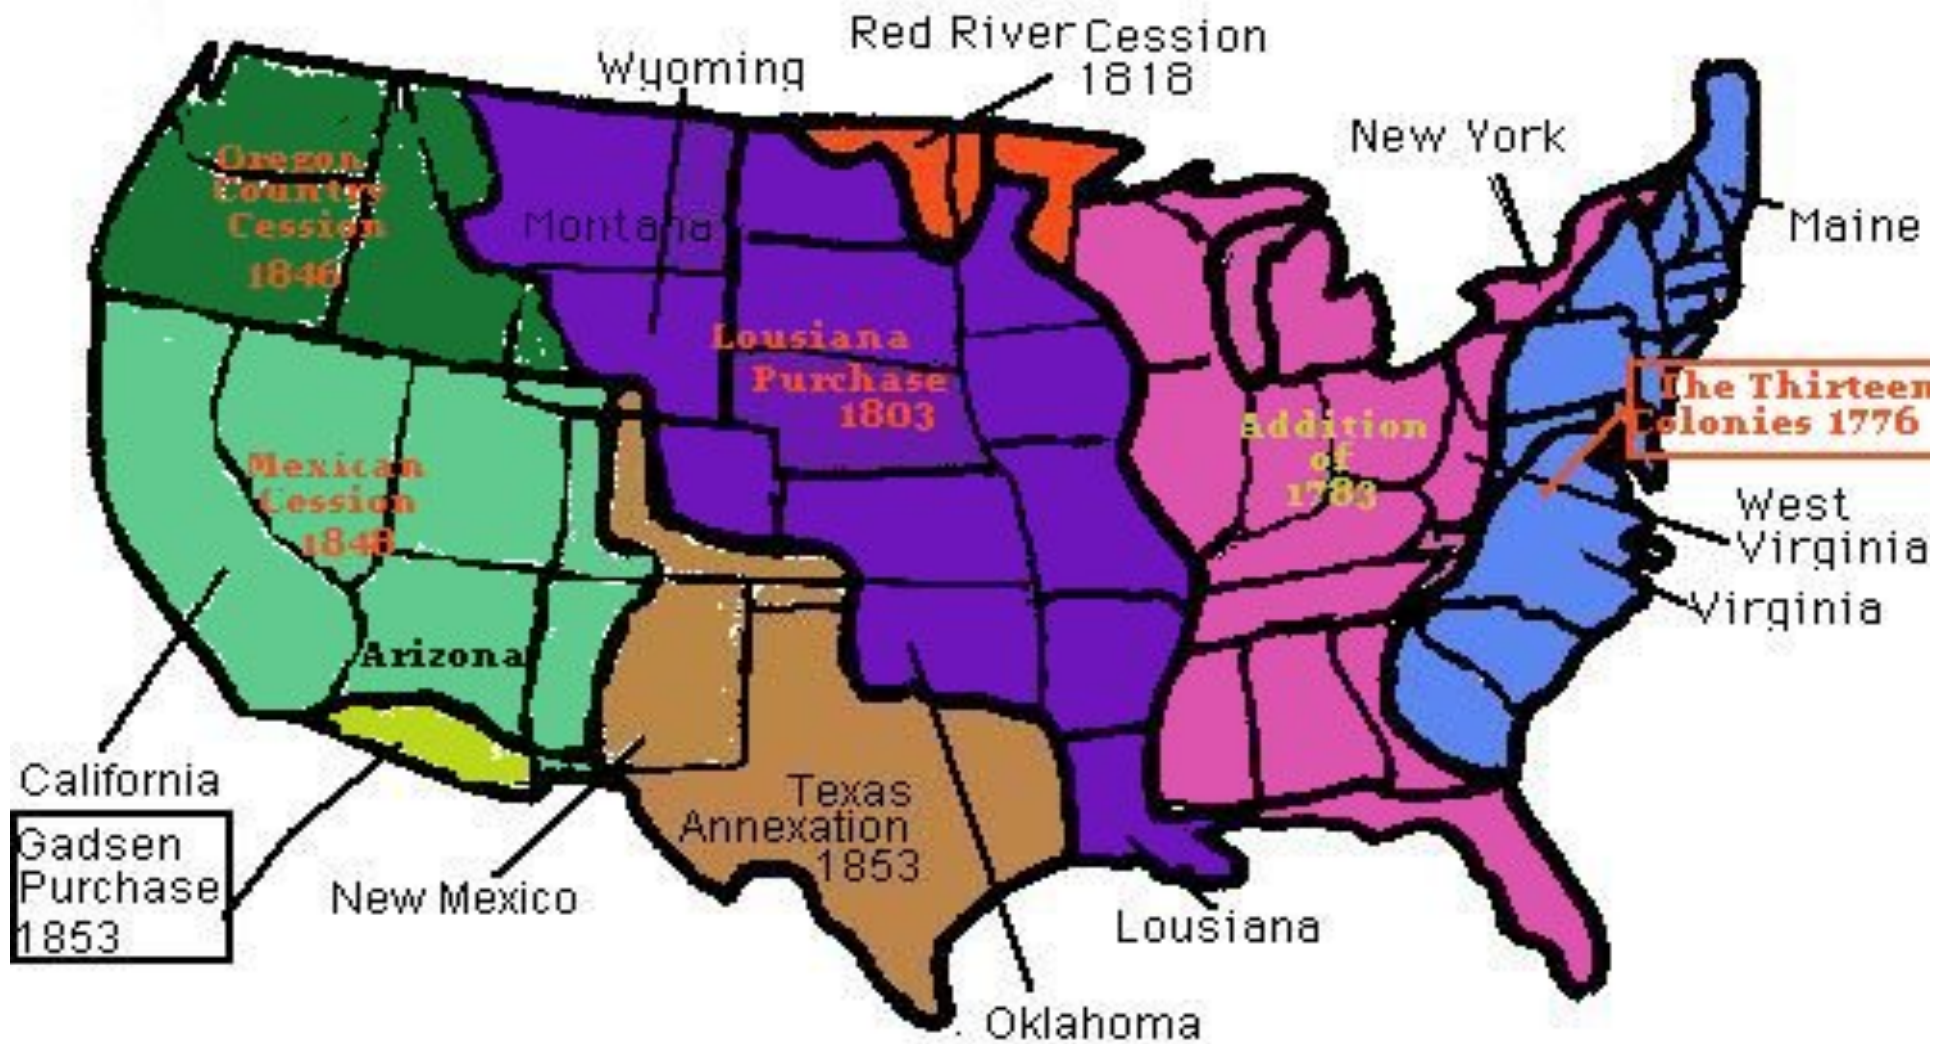 Red River Cession
1818
Wyoming
New York
Maine
Oregon
Country
Cession
1846
Montana
Lousiana
Purchase
1803
The Thirteen
Colonies 1776
Addition
of
1783
Mexican
Cession
1848
West
Virginia
Virginia
Arizona
California
Gadsen
Purchase
1853
New Mexico
Texas
Annexation
1853
Lousiana
Oklahoma